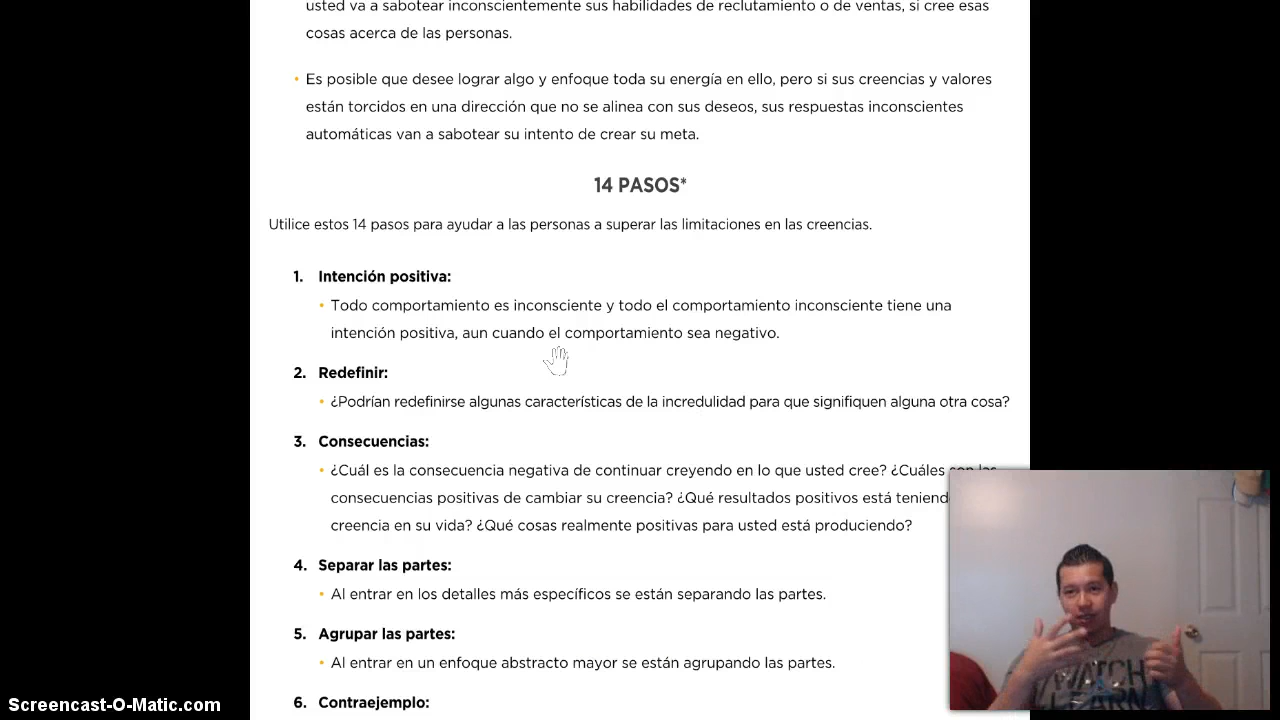 usted va a sabotear inconscientemente sus habilidades de reclutamiento o de ventas, si cree esas
cosas acerca de las personas.
• Es posible que desee lograr algo y enfoque toda su energía en ello, pero si sus creencias y valores
están torcidos en una dirección que no se alinea con sus deseos, sus respuestas inconscientes
automáticas van a sabotear su intento de crear su meta.
14 PASOS*
Utilice estos 14 pasos para ayudar a las personas a superar las limitaciones en las creencias.
1. Intención positiva:
• Todo comportamiento es inconsciente y todo el comportamiento inconsciente tiene una
intención positiva, aun cuando el comportamiento sea negativo.
2. Redefinir:
• ¿Podrían redefinirse algunas características de la incredulidad para que signifiquen alguna otra cosa?
3. Consecuencias:
• ¿Cuál es la consecuencia negativa de continuar creyendo en lo que usted cree? ¿Cuáles son las
consecuencias positivas de cambiar su creencia? ¿Qué resultados positivos está teniend
creencia en su vida? ¿Qué cosas realmente positivas para usted está produciendo?
4. Separar las partes:
• Al entrar en los detalles más específicos se están separando las partes.
5. Agrupar las partes:
• Al entrar en un enfoque abstracto mayor se están agrupando las partes.
6. Contraejemplo:
WATCH
LEARN
Screencast-O-Matic.com